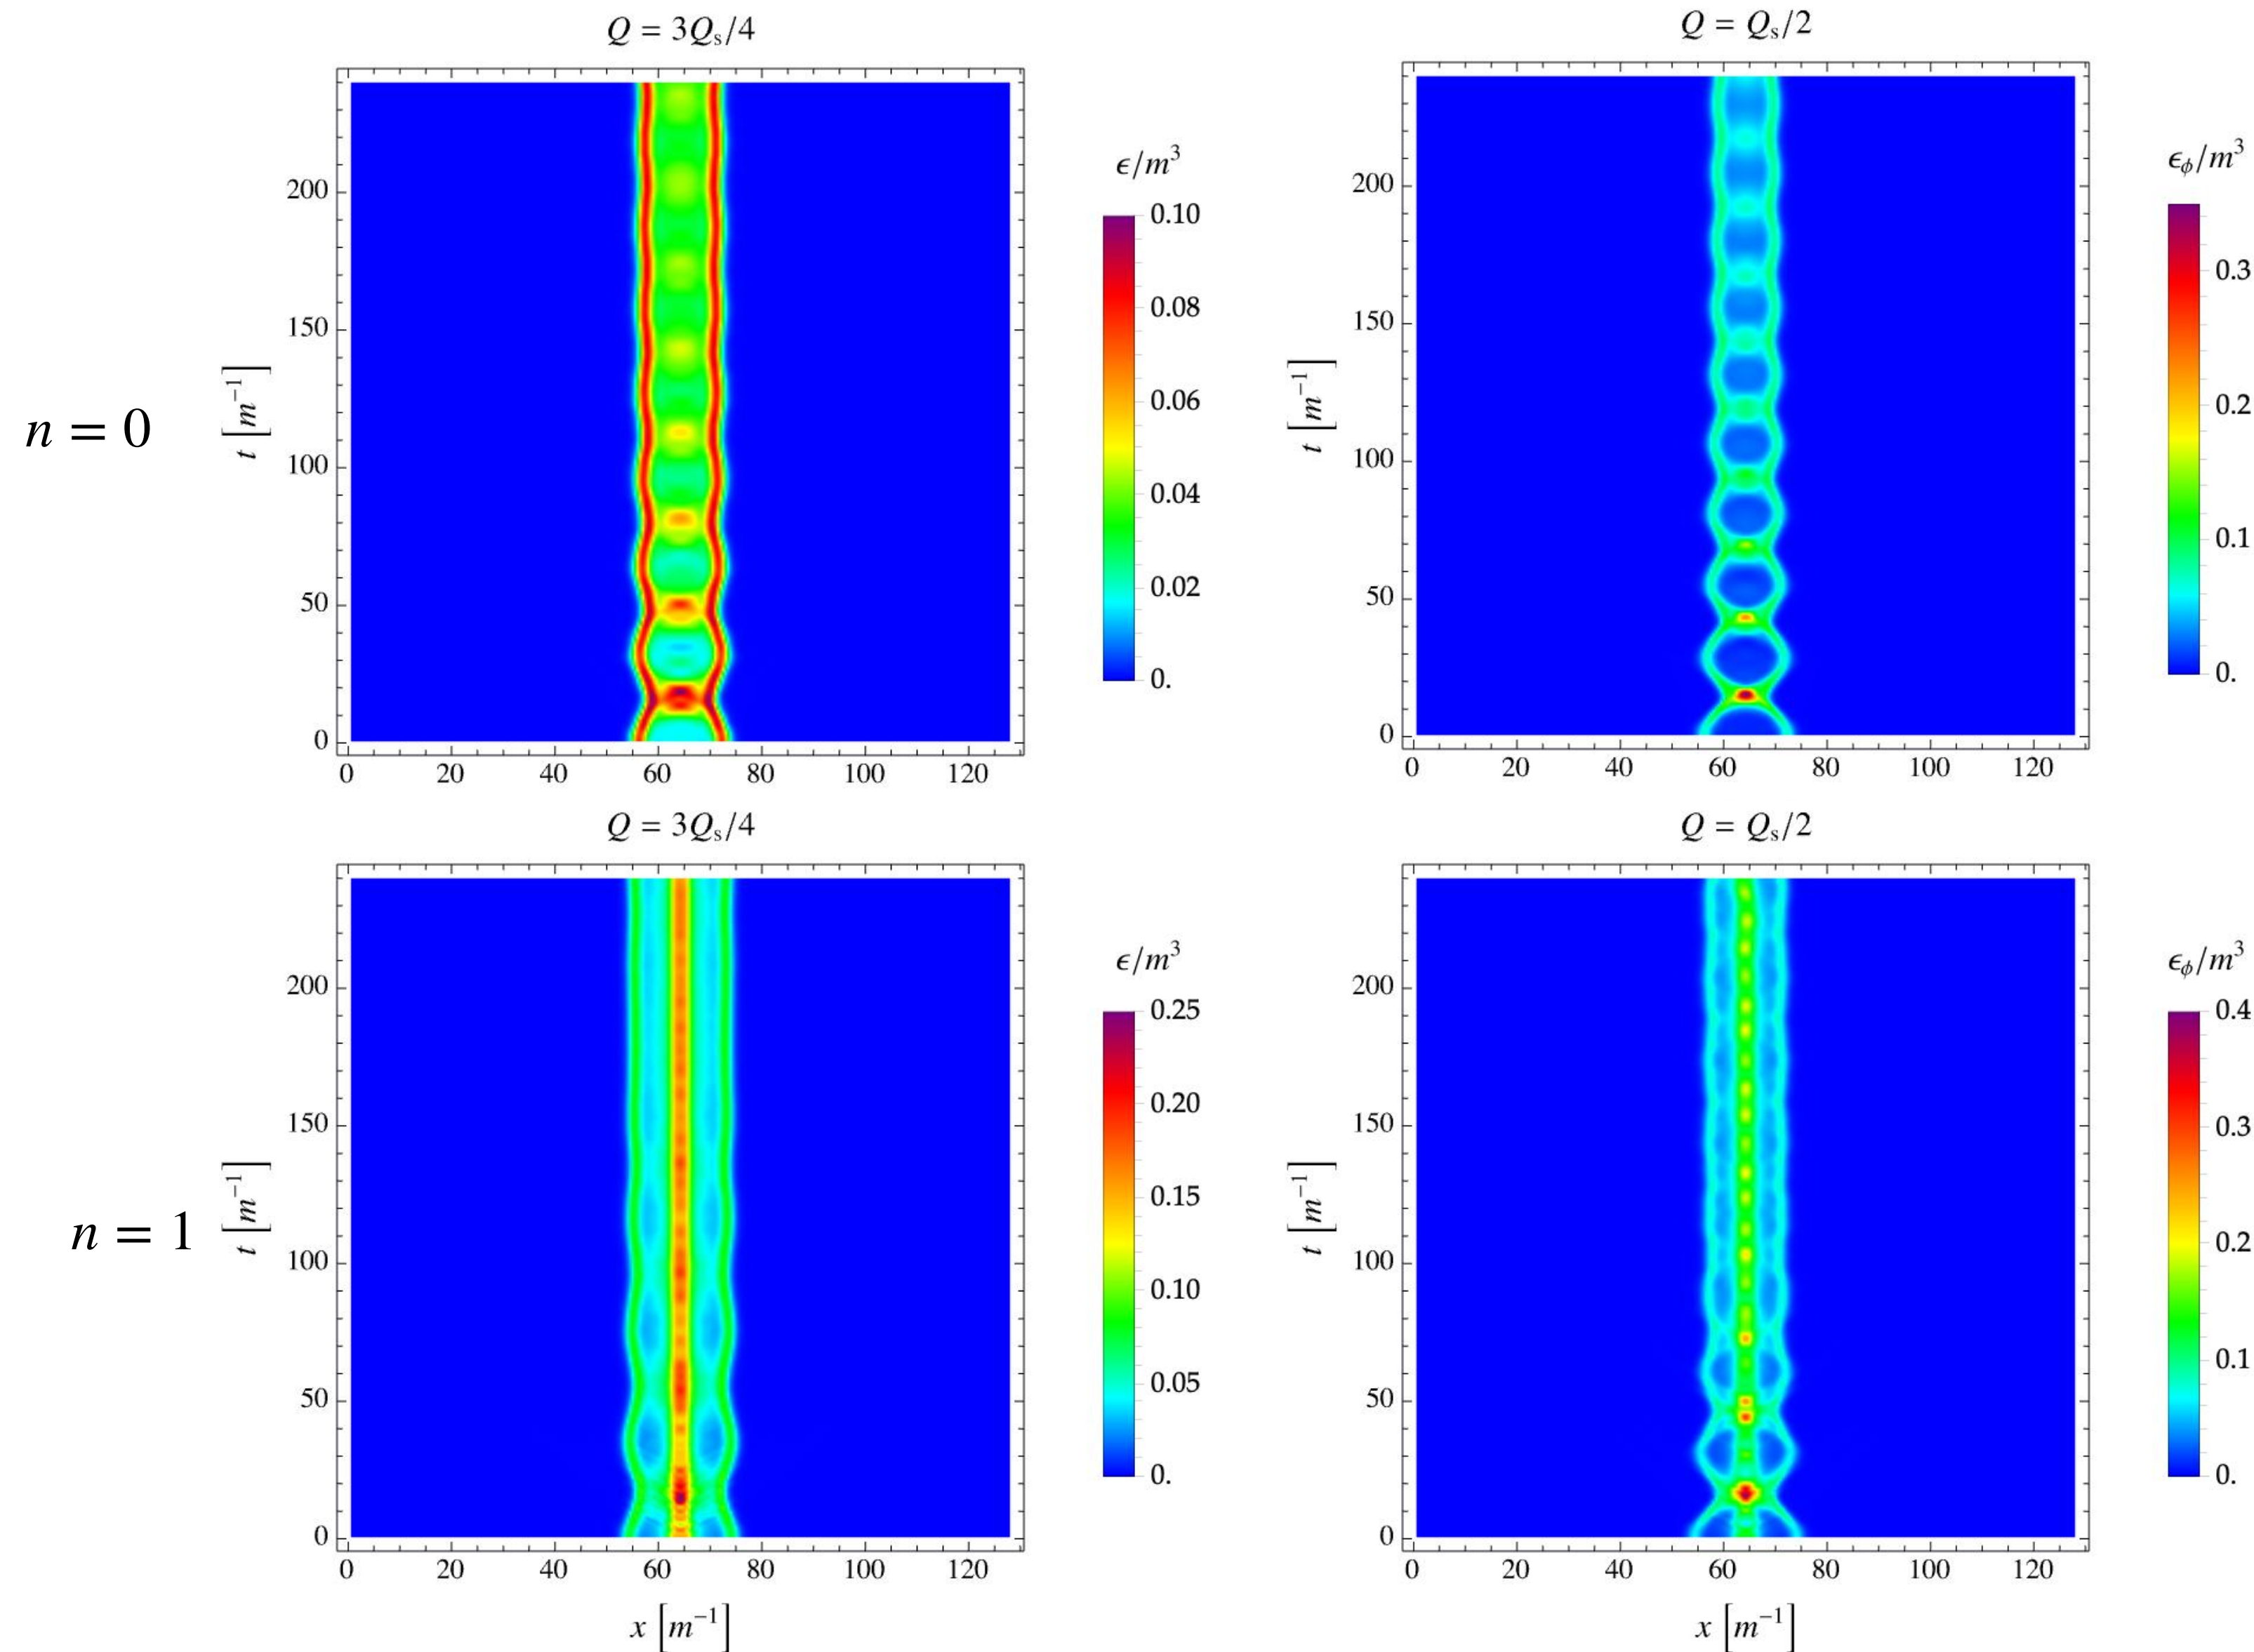 Q = 3Q_s/4
Q = Q_s/2
n = 0
t [m^{-1}]
200
150
100
50
0
0 20 40 60 80 100 120
ϵ/m^3
0.10
0.08
0.06
0.04
0.02
0.
t [m^{-1}]
200
150
100
50
0
0 20 40 60 80 100 120
ϵ_ϕ/m^3
0.3
0.2
0.1
0.
Q = 3Q_s/4
Q = Q_s/2
n = 1
t [m^{-1}]
200
150
100
50
0
0 20 40 60 80 100 120
x [m^{-1}]
ϵ/m^3
0.25
0.20
0.15
0.10
0.05
0.
t [m^{-1}]
200
150
100
50
0
0 20 40 60 80 100 120
x [m^{-1}]
ϵ_ϕ/m^3
0.4
0.3
0.2
0.1
0.